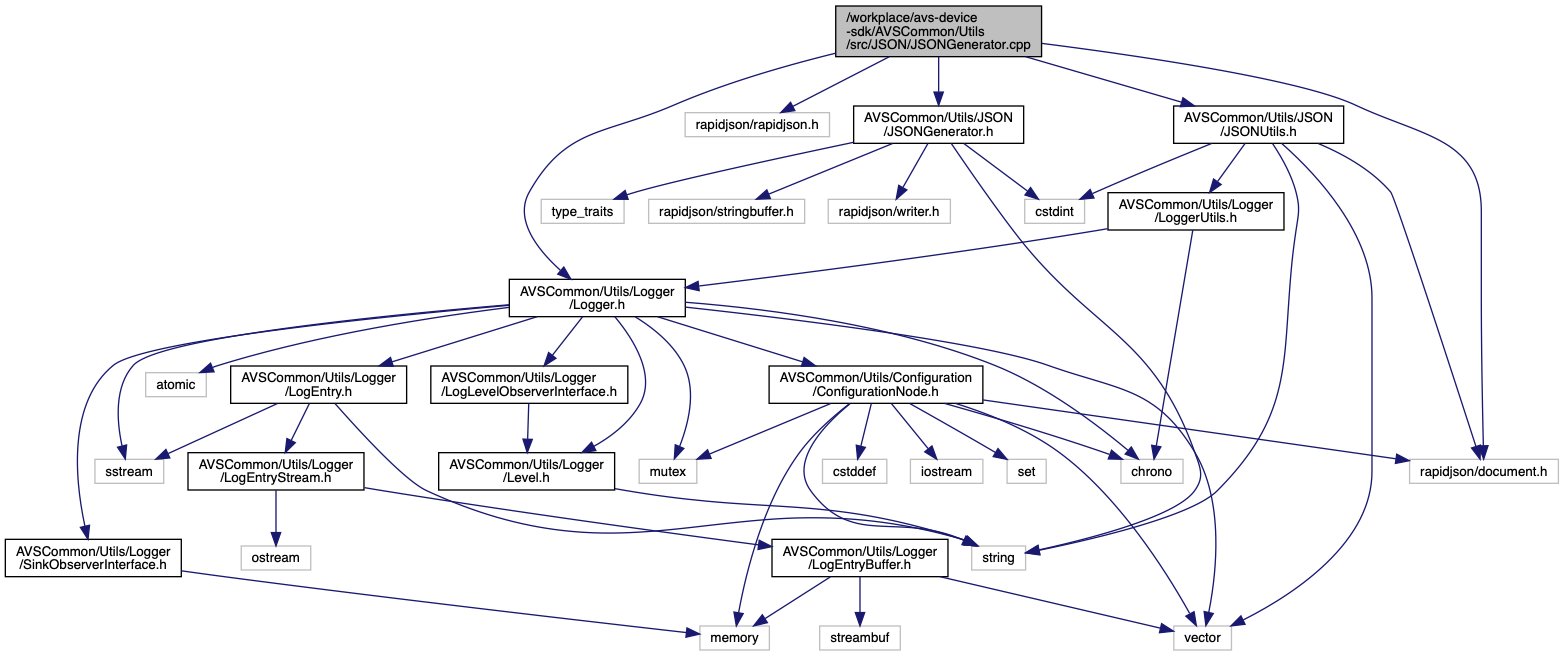 /workplace/avs-device
-sdk/AVSCommon/Utils
/src/JSON/JSONGenerator.cpp
rapidjson/rapidjson.h
AVSCommon/Utils/JSON
/JSONGenerator.h
AVSCommon/Utils/JSON
/JSONUtils.h
type_traits
rapidjson/stringbuffer.h
rapidjson/writer.h
cstdint
AVSCommon/Utils/Logger
/LoggerUtils.h
AVSCommon/Utils/Logger
/Logger.h
atomic
AVSCommon/Utils/Logger
/LogEntry.h
AVSCommon/Utils/Logger
/LogLevelObserverInterface.h
AVSCommon/Utils/Configuration
/ConfigurationNode.h
sstream
AVSCommon/Utils/Logger
/LogEntryStream.h
AVSCommon/Utils/Logger
/Level.h
mutex
cstddef
iostream
set
chrono
rapidjson/document.h
AVSCommon/Utils/Logger
/SinkObserverInterface.h
ostream
AVSCommon/Utils/Logger
/LogEntryBuffer.h
string
memory
streambuf
vector